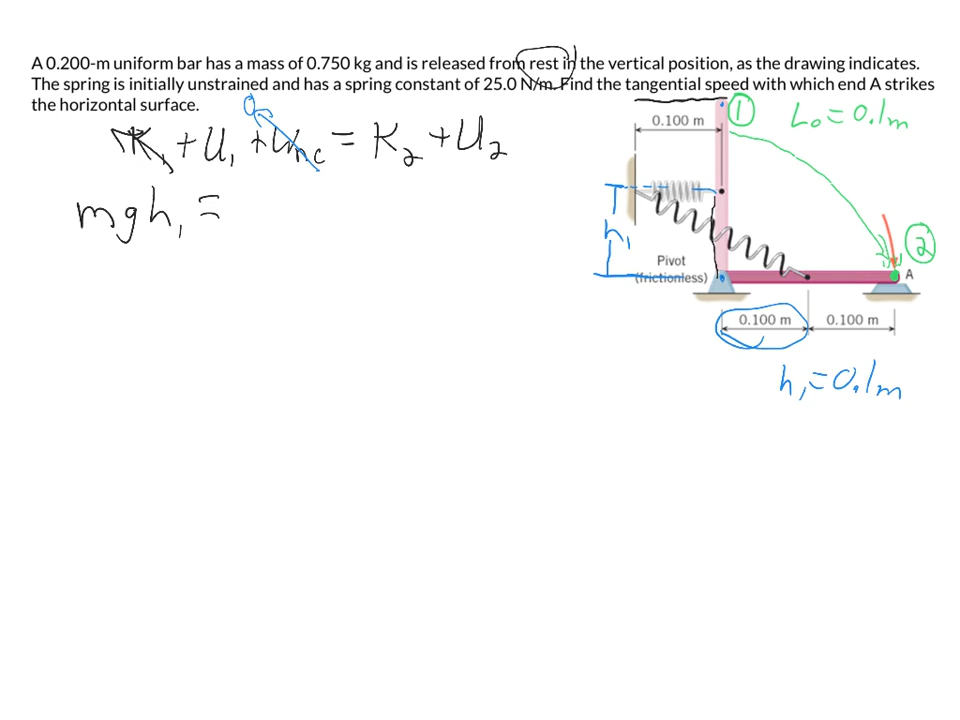 A 0.200-m uniform bar has a mass of 0.750 kg and is released from rest in the vertical position, as the drawing indicates.
The spring is initially unstrained and has a spring constant of 25.0 N/m. Find the tangential speed with which end A strikes
the horizontal surface.
K₁ + U₁ + Wnc = K₂ + U₂
0
mgh₁ =
0.100 m
① L₀ = 0.1m
h₁
②
Pivot
(frictionless)
A
0.100 m
0.100 m
h₁ = 0.1m